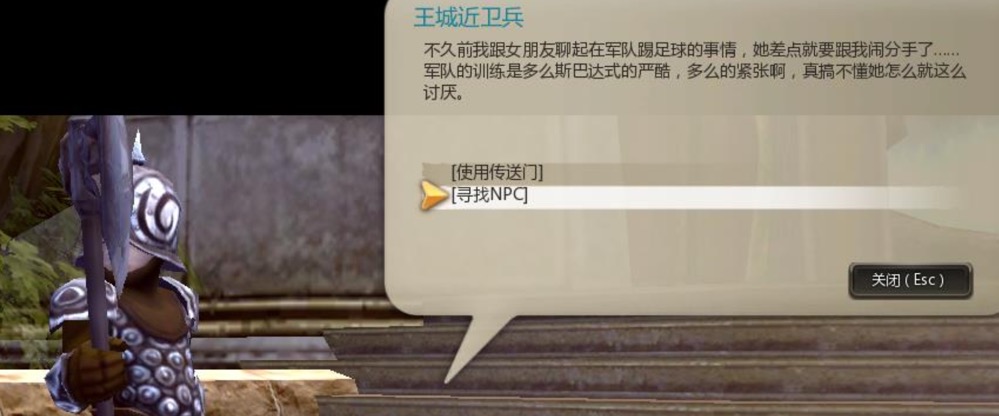 王城近卫兵
不久前我跟女朋友聊起在军队踢足球的事情，她差点就要跟我闹分手了……
军队的训练是多么斯巴达式的严酷，多么的紧张啊，真搞不懂她怎么就这么
讨厌。
[使用传送门]
[寻找NPC]
关闭（Esc）